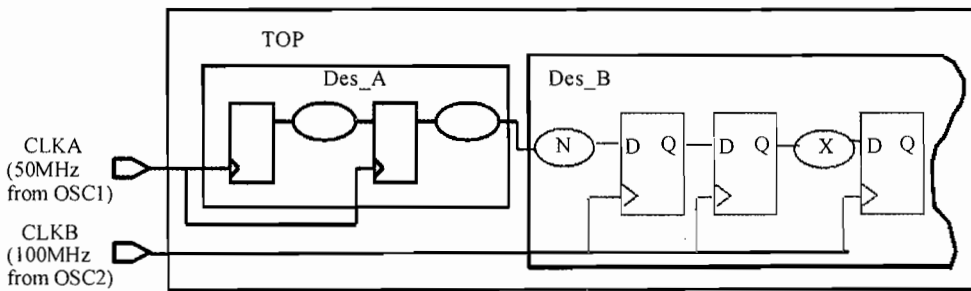 TOP
Des_A
Des_B
CLKA
(50MHz
from OSC1)
N
D Q
D Q
X
D Q
CLKB
(100MHz
from OSC2)